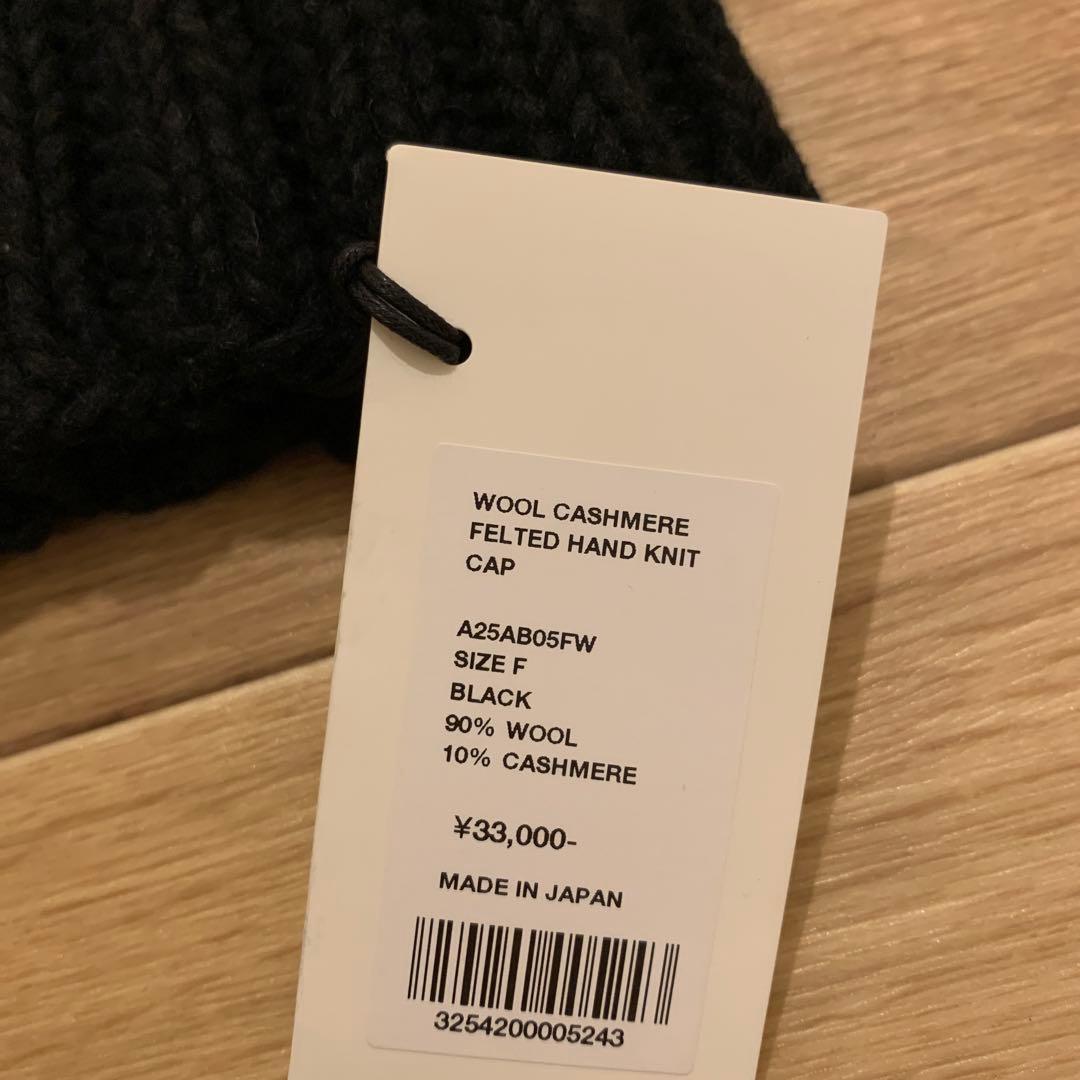 WOOL CASHMERE
FELTED HAND KNIT
CAP
A25AB05FW
SIZE F
BLACK
90% WOOL
10% CASHMERE
¥33,000-
MADE IN JAPAN
3254200005243